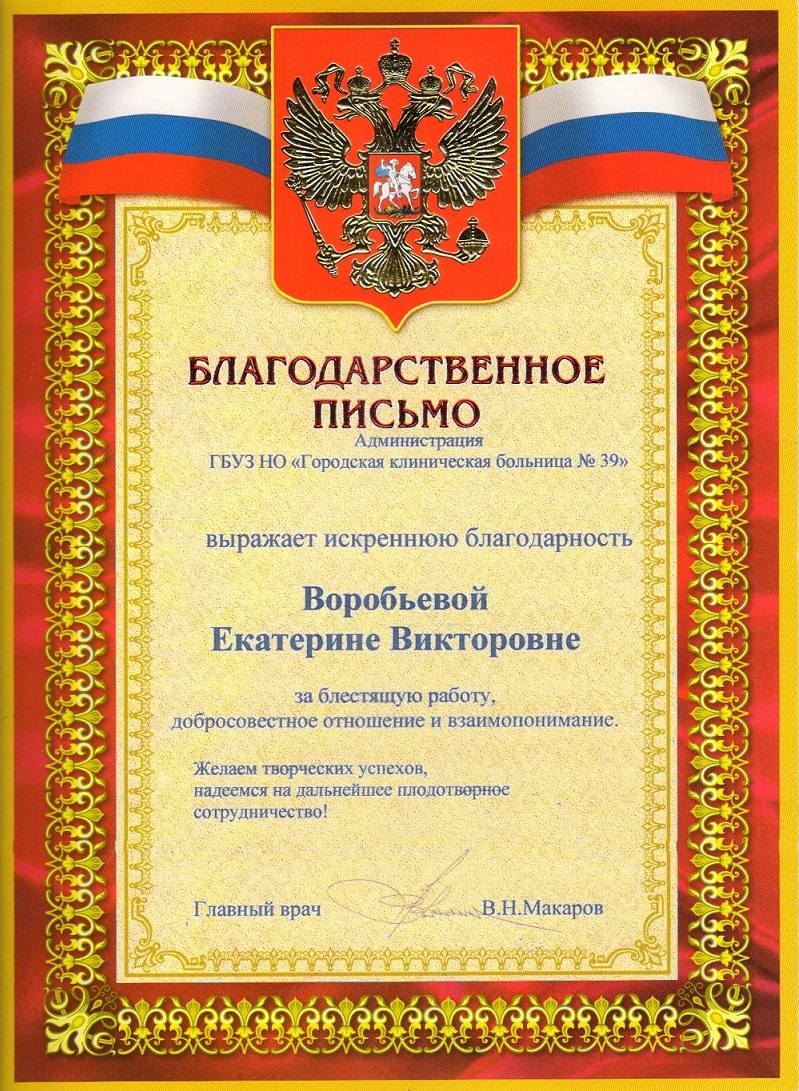 БЛАГОДАРСТВЕННОЕ
ПИСЬМО
Администрация
ГБУЗ НО «Городская клиническая больница № 39»
выражает искреннюю благодарность
Воробьевой
Екатерине Викторовне
за блестящую работу,
добросовестное отношение и взаимопонимание.
Желаем творческих успехов,
надеемся на дальнейшее плодотворное
сотрудничество!
Главный врач В.Н.Макаров